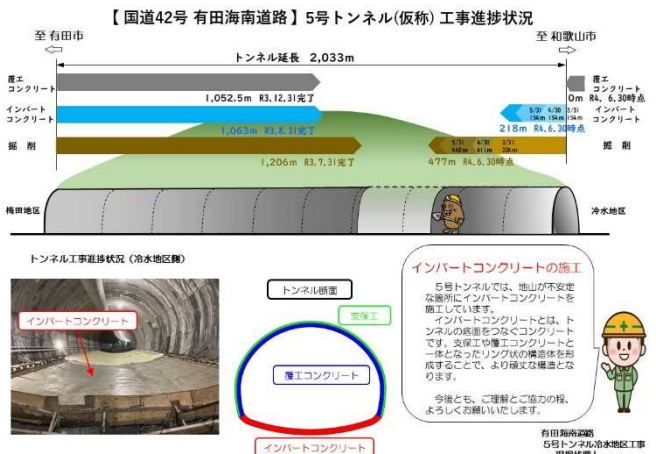 【 国道42号 有田海南道路 】 5号トンネル(仮称) 工事進捗状況
至 有田市
至 和歌山市
トンネル延長 2,033m
覆工
コンクリート
1,052.5m R3.12.31完了
覆工
コンクリート
0m R4. 6.30時点
インバート
コンクリート
1,063m R3.8.31完了
5/31 4/30 3/31
154m 154m 154m
218m R4.6.30時点
インバート
コンクリート
掘 削
1,206m R3.7.31完了
5/31 4/30 3/31
477m R4.6.30時点
掘 削
梅田地区
冷水地区
トンネル工事進捗状況（冷水地区側）
インバートコンクリート
トンネル断面
支保工
覆工コンクリート
インバートコンクリート
インバートコンクリートの施工
5号トンネルでは、地山が不安定
な箇所にインバートコンクリートを
施工しています。
インバートコンクリートとは、ト
ンネルの底面をつなぐコンクリート
です。支保工や覆工コンクリートと
一体となったリング状の構造体を形
成することで、より頑丈な構造とな
ります。
今後とも、ご理解とご協力の程、
よろしくお願いいたします。
有田海南道路
5号トンネル冷水地区工事